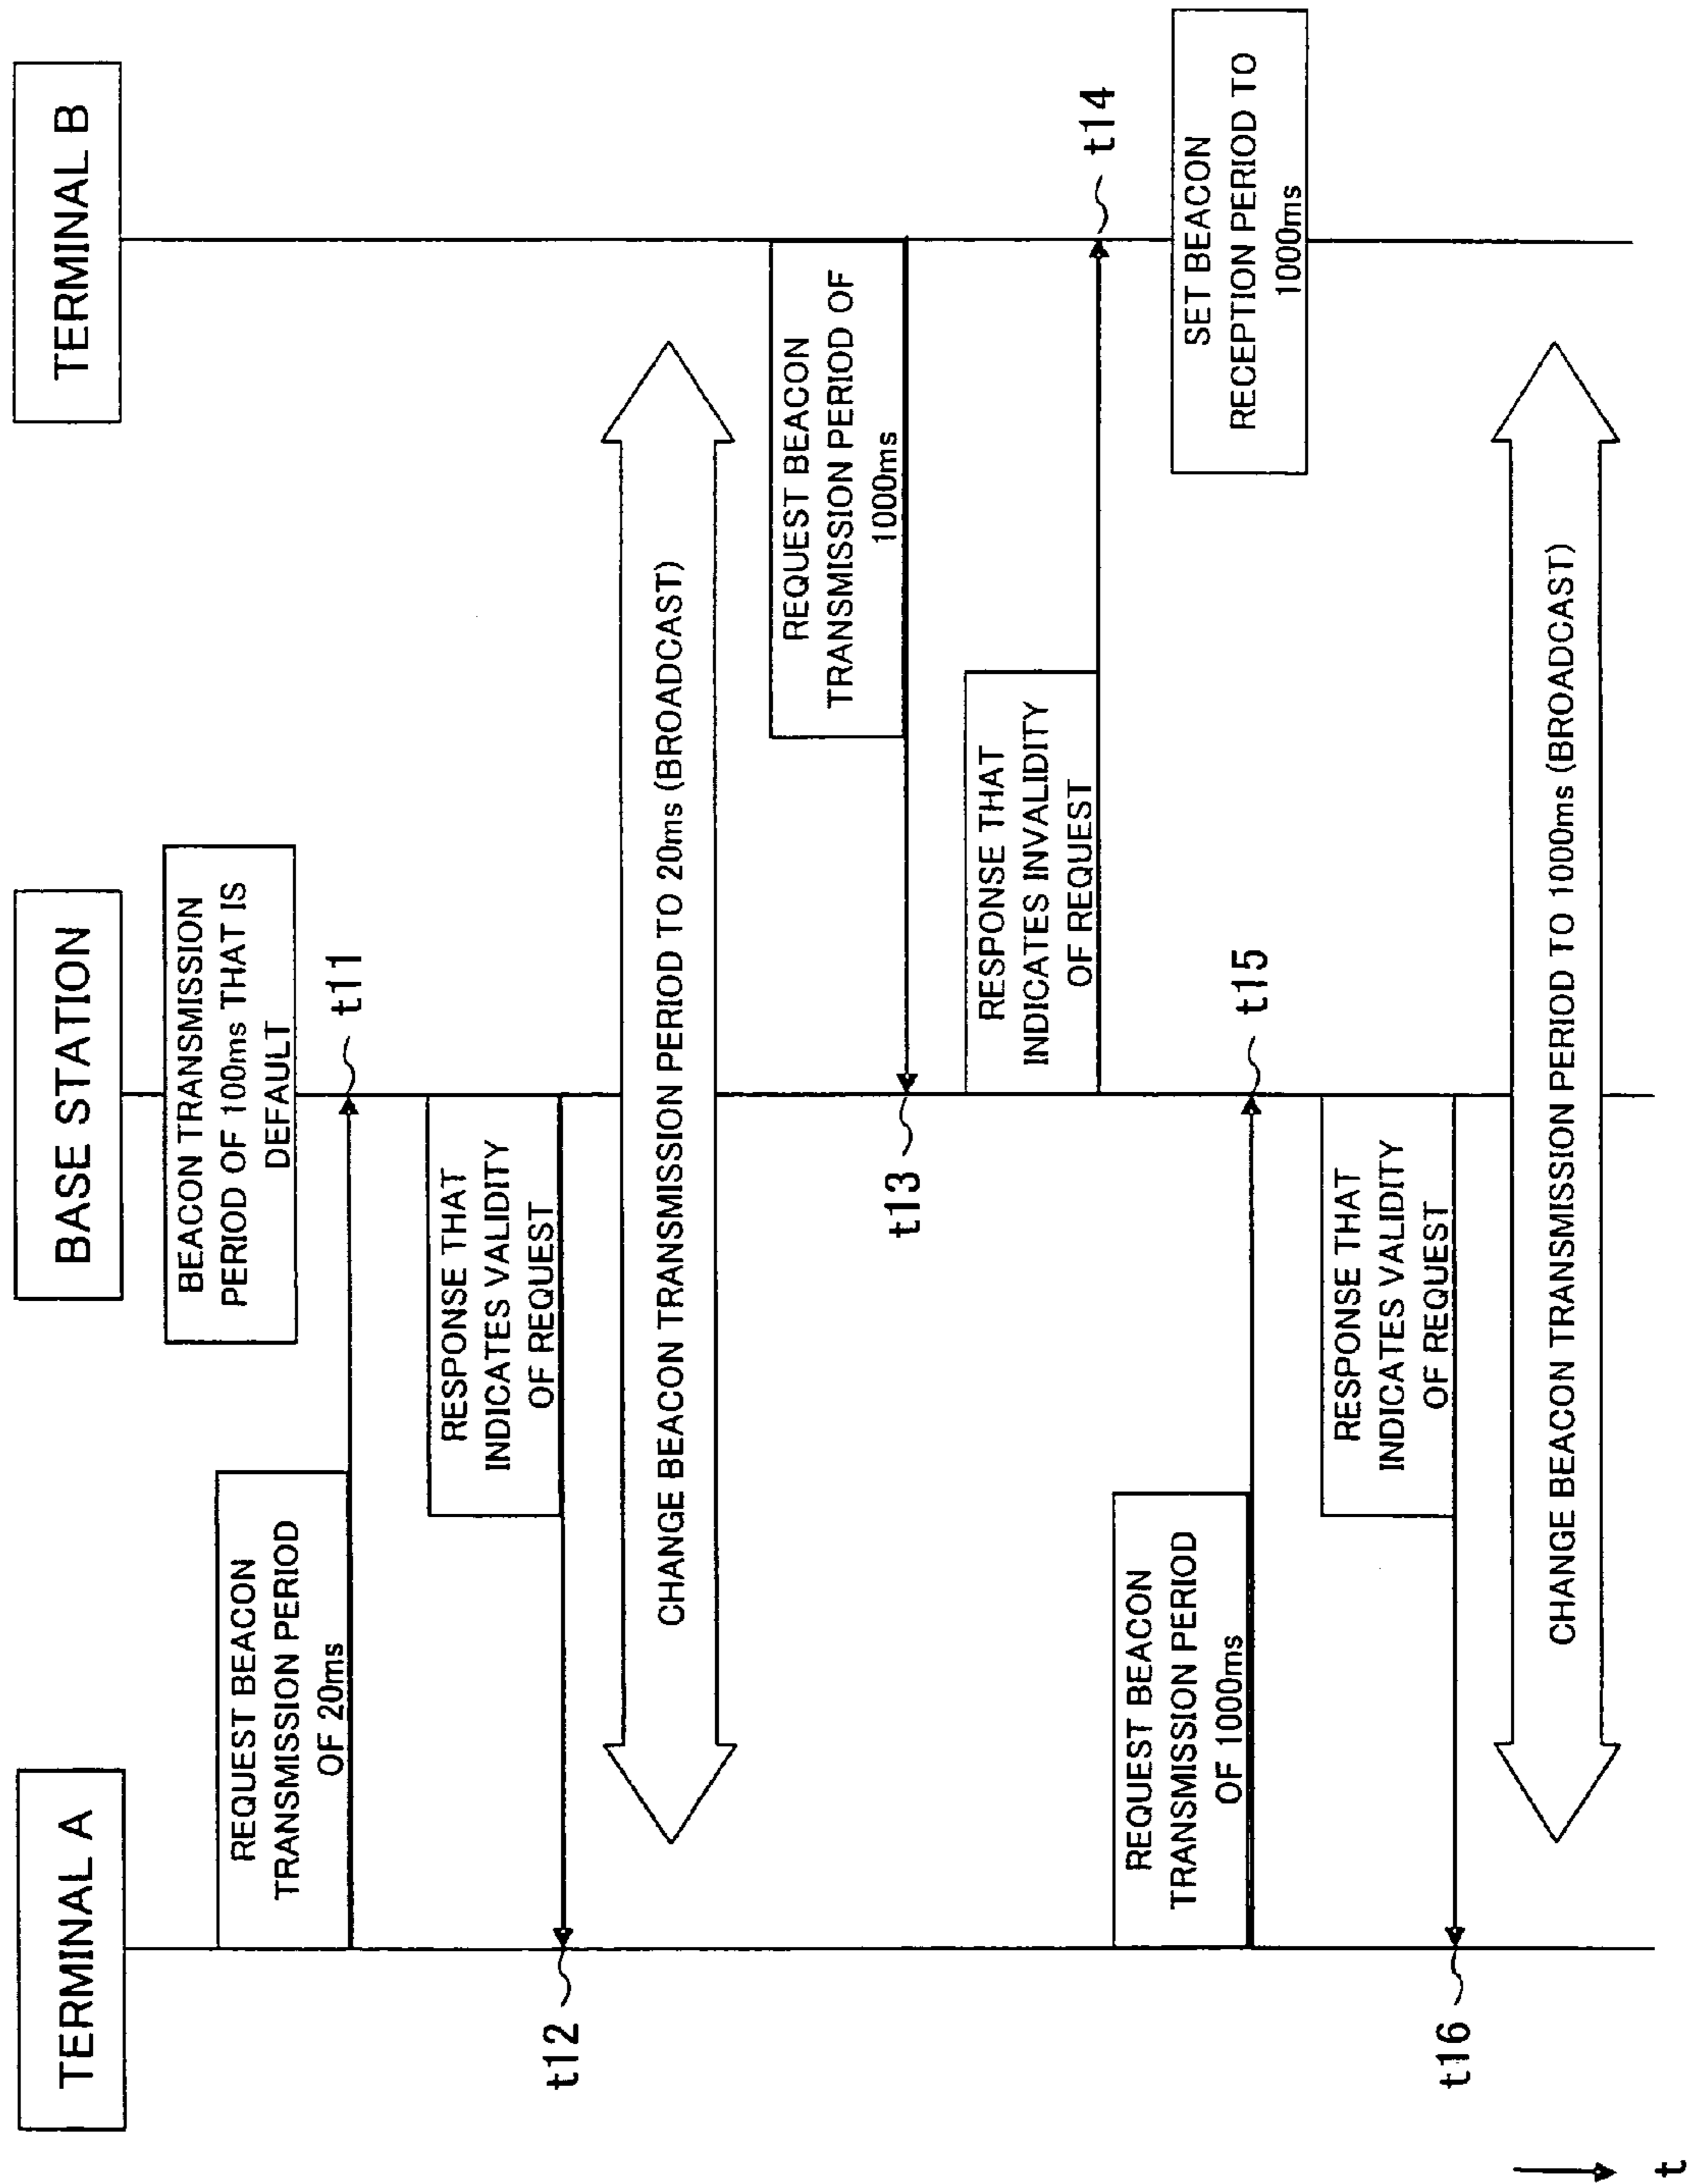 TERMINAL A
BASE STATION
TERMINAL B
BEACON TRANSMISSION
PERIOD OF 100ms THAT IS
DEFAULT
REQUEST BEACON
TRANSMISSION PERIOD
OF 20ms
t11
RESPONSE THAT
INDICATES VALIDITY
OF REQUEST
t12
CHANGE BEACON TRANSMISSION PERIOD TO 20ms (BROADCAST)
REQUEST BEACON
TRANSMISSION PERIOD OF
1000ms
t13
RESPONSE THAT
INDICATES INVALIDITY
OF REQUEST
t14
SET BEACON
RECEPTION PERIOD TO
1000ms
REQUEST BEACON
TRANSMISSION PERIOD
OF 1000ms
t15
RESPONSE THAT
INDICATES VALIDITY
OF REQUEST
t16
CHANGE BEACON TRANSMISSION PERIOD TO 1000ms (BROADCAST)
t